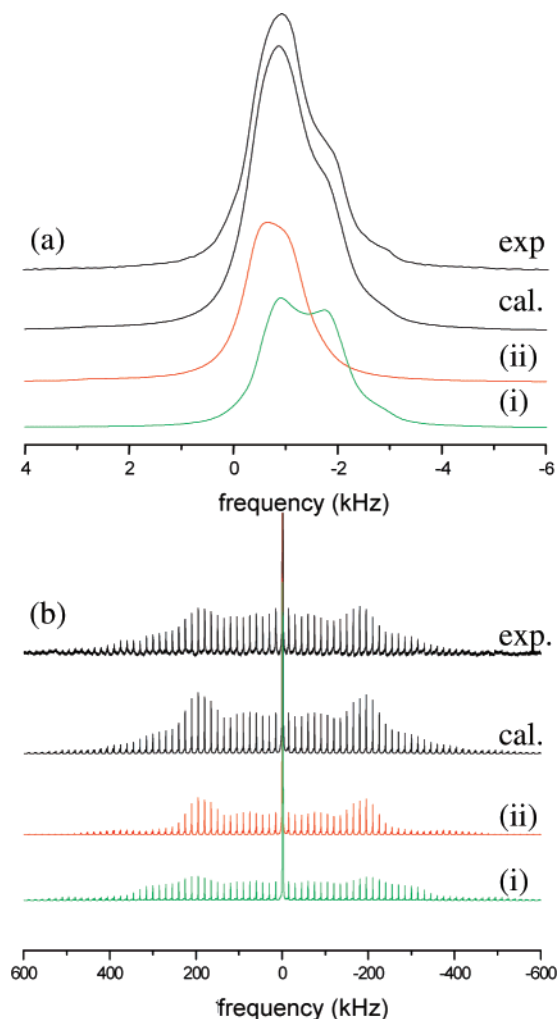 (a)
exp
cal.
(ii)
(i)
4 2 0 -2 -4 -6
frequency (kHz)
(b)
exp.
cal.
(ii)
(i)
600 400 200 0 -200 -400 -600
frequency (kHz)